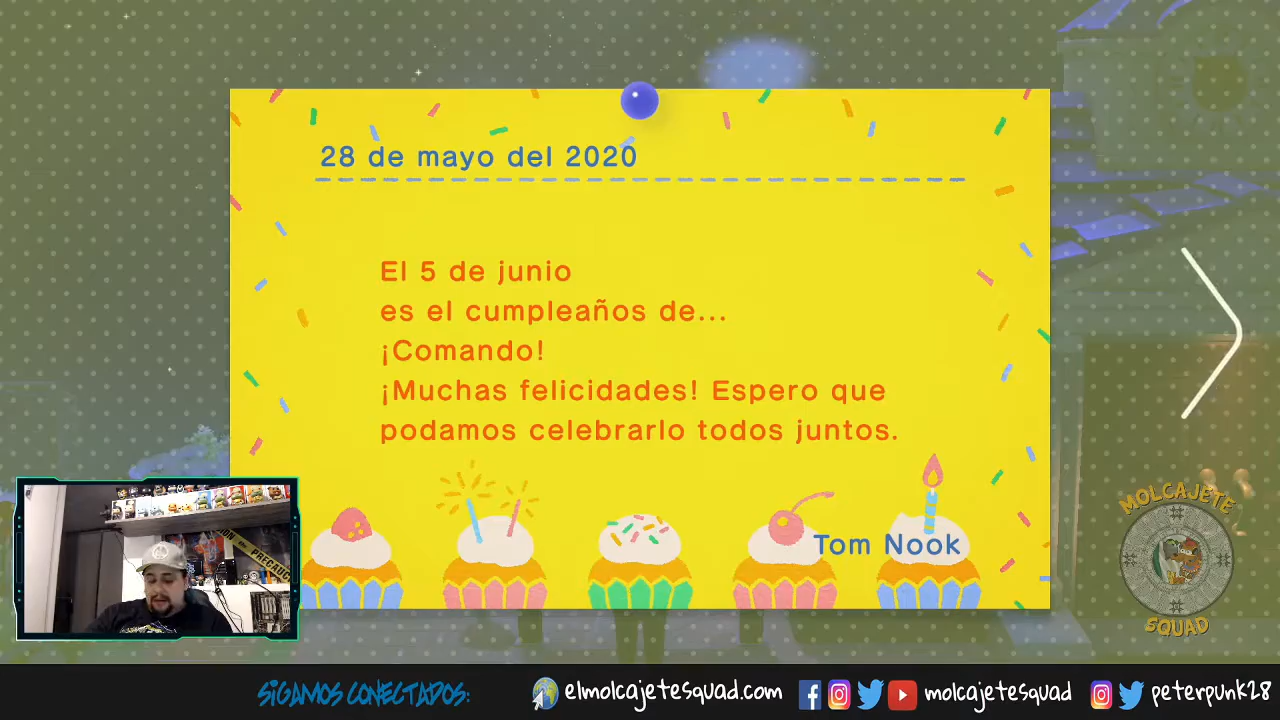 28 de mayo del 2020
El 5 de junio
es el cumpleaños de...
¡Comando!
¡Muchas felicidades! Espero que
podamos celebrarlo todos juntos.
Tom Nook
PRECAUCI
MOLCAJETE
SQUAD
SIGAMOS CONECTADOS:
elmolcajetesquad.com
molcajetesquad
peterpunk28